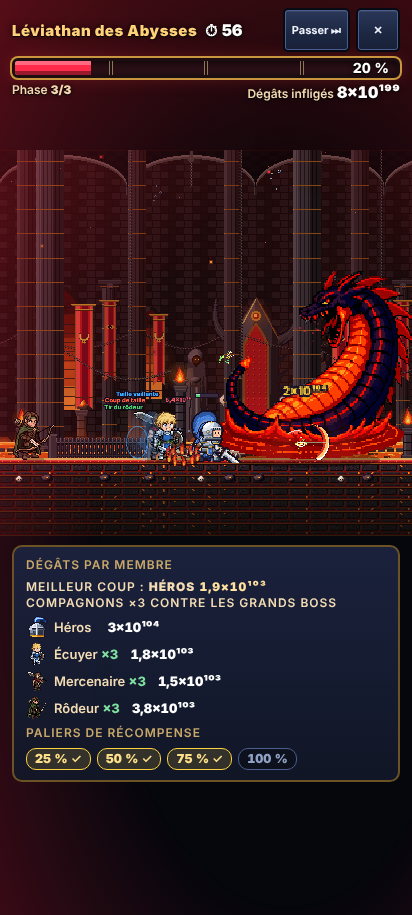 Léviathan des Abysses ⏱ 56
Passer ⏭
✕
20 %
Phase 3/3
Dégâts infligés 8×10¹⁹⁹
Taille vaillante
Coup de taille
Tir du rôdeur
2×10¹⁰⁴
DÉGÂTS PAR MEMBRE
MEILLEUR COUP : HÉROS 1,9×10¹⁰³
COMPAGNONS ×3 CONTRE LES GRANDS BOSS
Héros 3×10¹⁰⁴
Écuyer ×3 1,8×10¹⁰³
Mercenaire ×3 1,5×10¹⁰³
Rôdeur ×3 3,8×10¹⁰³
PALIERS DE RÉCOMPENSE
25 % ✓ 50 % ✓ 75 % ✓ 100 %